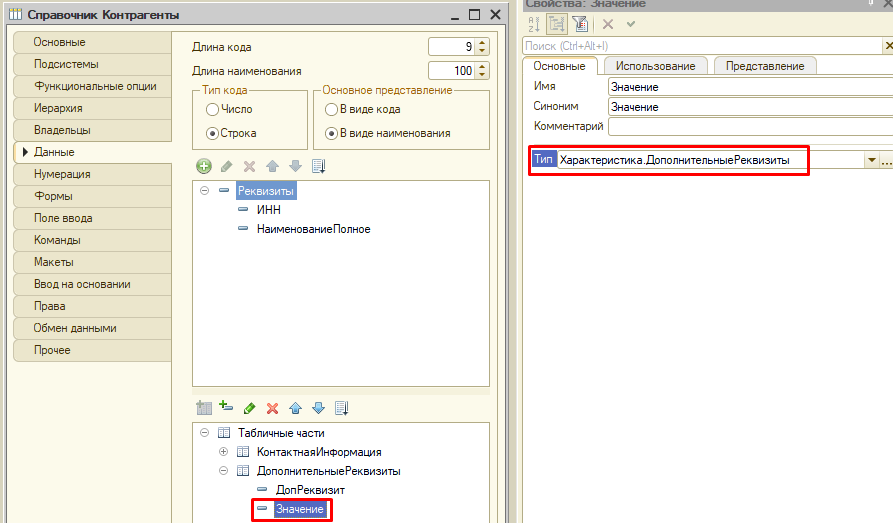 Справочник Контрагенты
Основные
Подсистемы
Функциональные опции
Иерархия
Владельцы
Данные
Нумерация
Формы
Поле ввода
Команды
Макеты
Ввод на основании
Права
Обмен данными
Прочее
Длина кода 9
Длина наименования 100
Тип кода
Число
Строка
Основное представление
В виде кода
В виде наименования
Реквизиты
ИНН
НаименованиеПолное
Табличные части
КонтактнаяИнформация
ДополнительныеРеквизиты
ДопРеквизит
Значение
Свойства: Значение
Поиск (Ctrl+Alt+I)
Основные Использование Представление
Имя Значение
Синоним Значение
Комментарий
Тип Характеристика.ДополнительныеРеквизиты